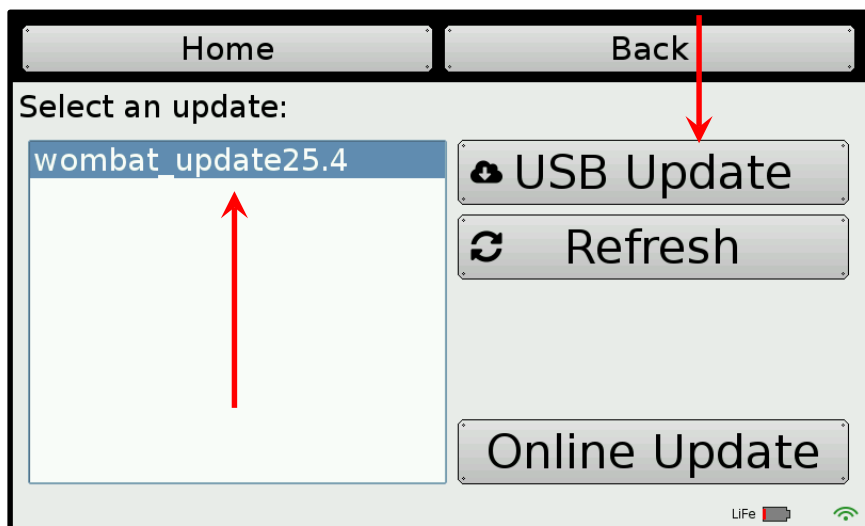 Home
Back
Select an update:
wombat_update25.4
USB Update
Refresh
Online Update
LiFe